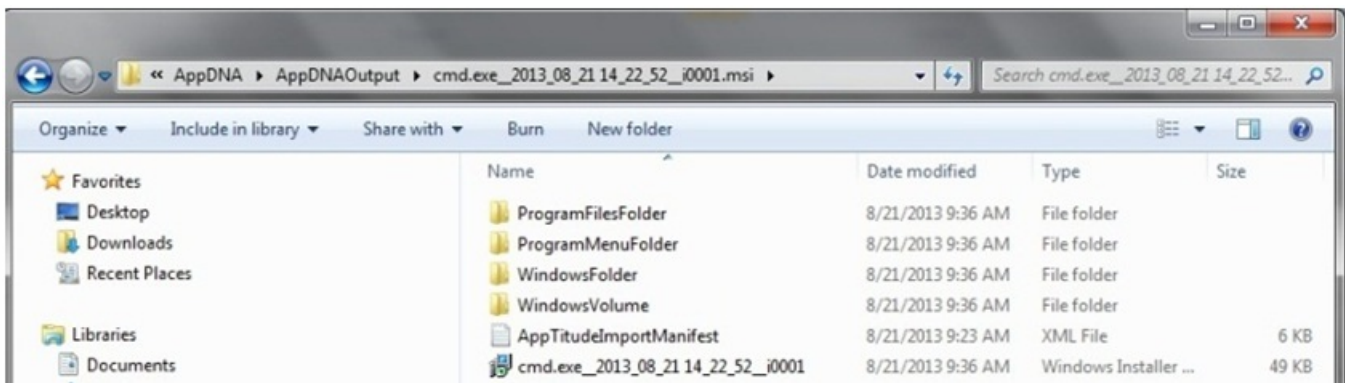 « AppDNA ▸ AppDNAOutput ▸ cmd.exe__2013_08_21 14_22_52__i0001.msi ▸ Search cmd.exe__2013_08_21 14_22_52...
Organize ▾ Include in library ▾ Share with ▾ Burn New folder
Name Date modified Type Size
Favorites
Desktop
Downloads
Recent Places
Libraries
Documents
ProgramFilesFolder 8/21/2013 9:36 AM File folder
ProgramMenuFolder 8/21/2013 9:36 AM File folder
WindowsFolder 8/21/2013 9:36 AM File folder
WindowsVolume 8/21/2013 9:36 AM File folder
AppTitudeImportManifest 8/21/2013 9:23 AM XML File 6 KB
cmd.exe__2013_08_21 14_22_52__i0001 8/21/2013 9:36 AM Windows Installer ... 49 KB